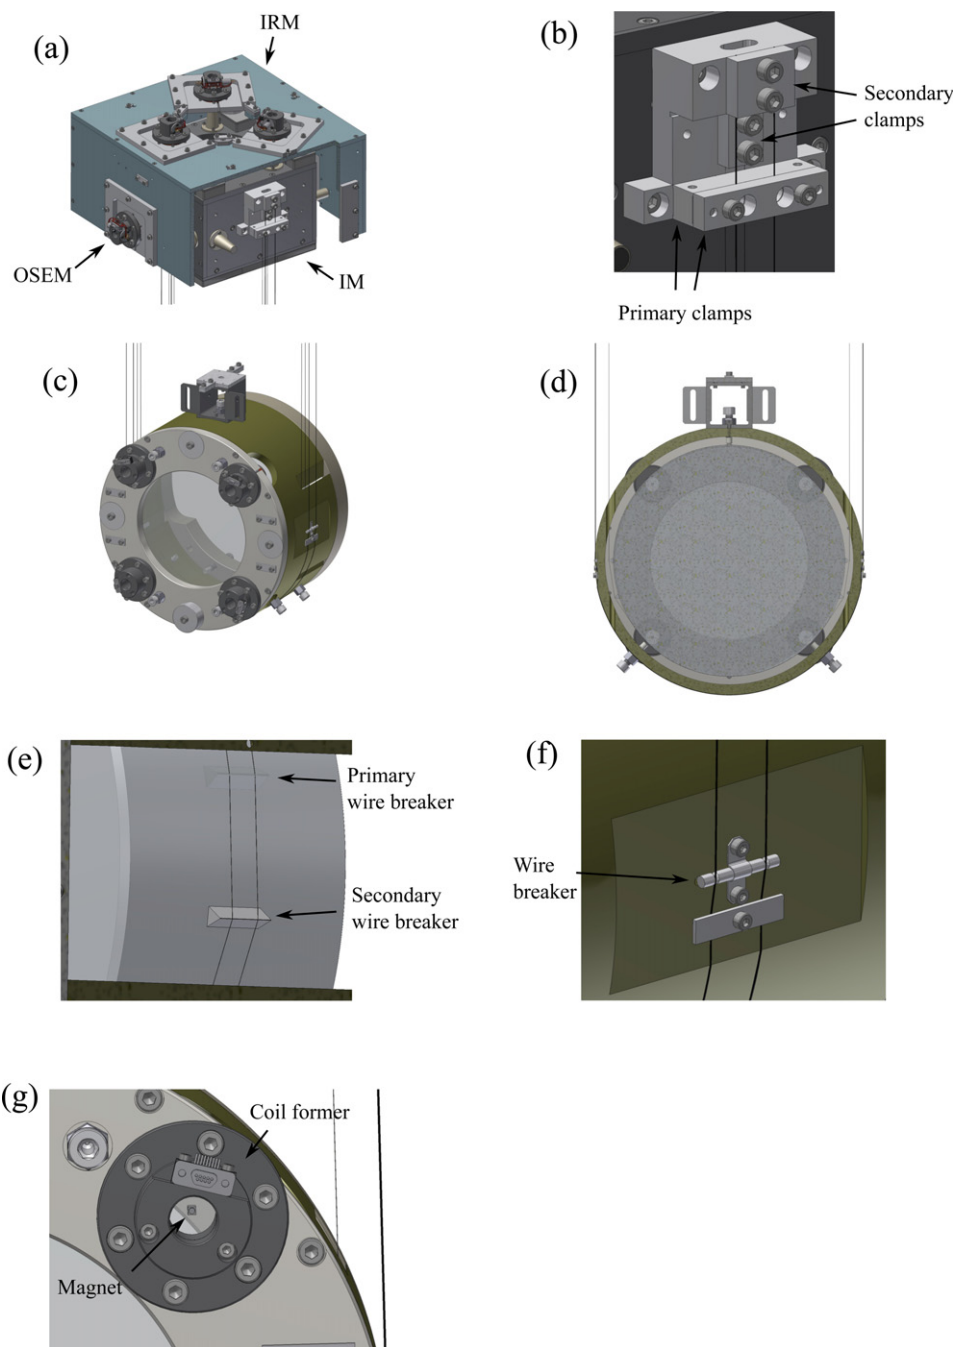 (a)
IRM
OSEM
IM
(b)
Secondary
clamps
Primary clamps
(c)
(d)
(e)
Primary
wire breaker
Secondary
wire breaker
(f)
Wire
breaker
(g)
Coil former
Magnet